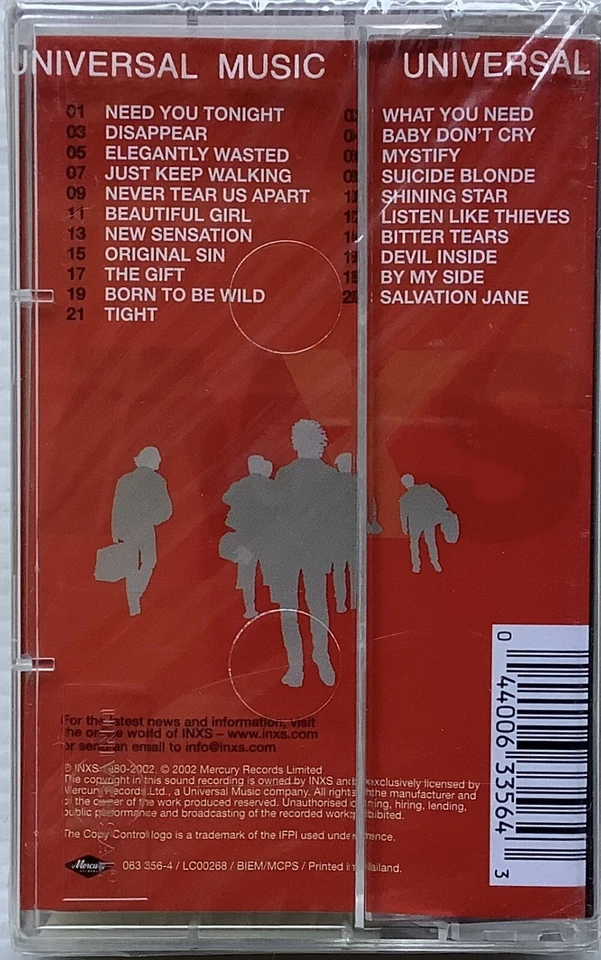 UNIVERSAL MUSIC UNIVERSAL
01 NEED YOU TONIGHT
03 DISAPPEAR
05 ELEGANTLY WASTED
07 JUST KEEP WALKING
09 NEVER TEAR US APART
11 BEAUTIFUL GIRL
13 NEW SENSATION
15 ORIGINAL SIN
17 THE GIFT
19 BORN TO BE WILD
21 TIGHT
WHAT YOU NEED
BABY DON'T CRY
MYSTIFY
SUICIDE BLONDE
SHINING STAR
LISTEN LIKE THIEVES
BITTER TEARS
DEVIL INSIDE
BY MY SIDE
20 SALVATION JANE
For the latest news and information, visit
the online world of INXS – www.inxs.com
or send an email to info@inxs.com
℗ INXS 1980-2002. © 2002 Mercury Records Limited
The copyright in this sound recording is owned by INXS and exclusively licensed by
Mercury Records Ltd., a Universal Music company. All rights the manufacturer and
of the owner of the work produced reserved. Unauthorised hiring, lending,
public performance and broadcasting of the recorded work prohibited.
The Copy Control logo is a trademark of the IFPI used under
Mercury
063 356-4 / LC00268 / BIEM/MCPS / Printed in Thailand.
UNIVERSAL
0 44006 33564 3